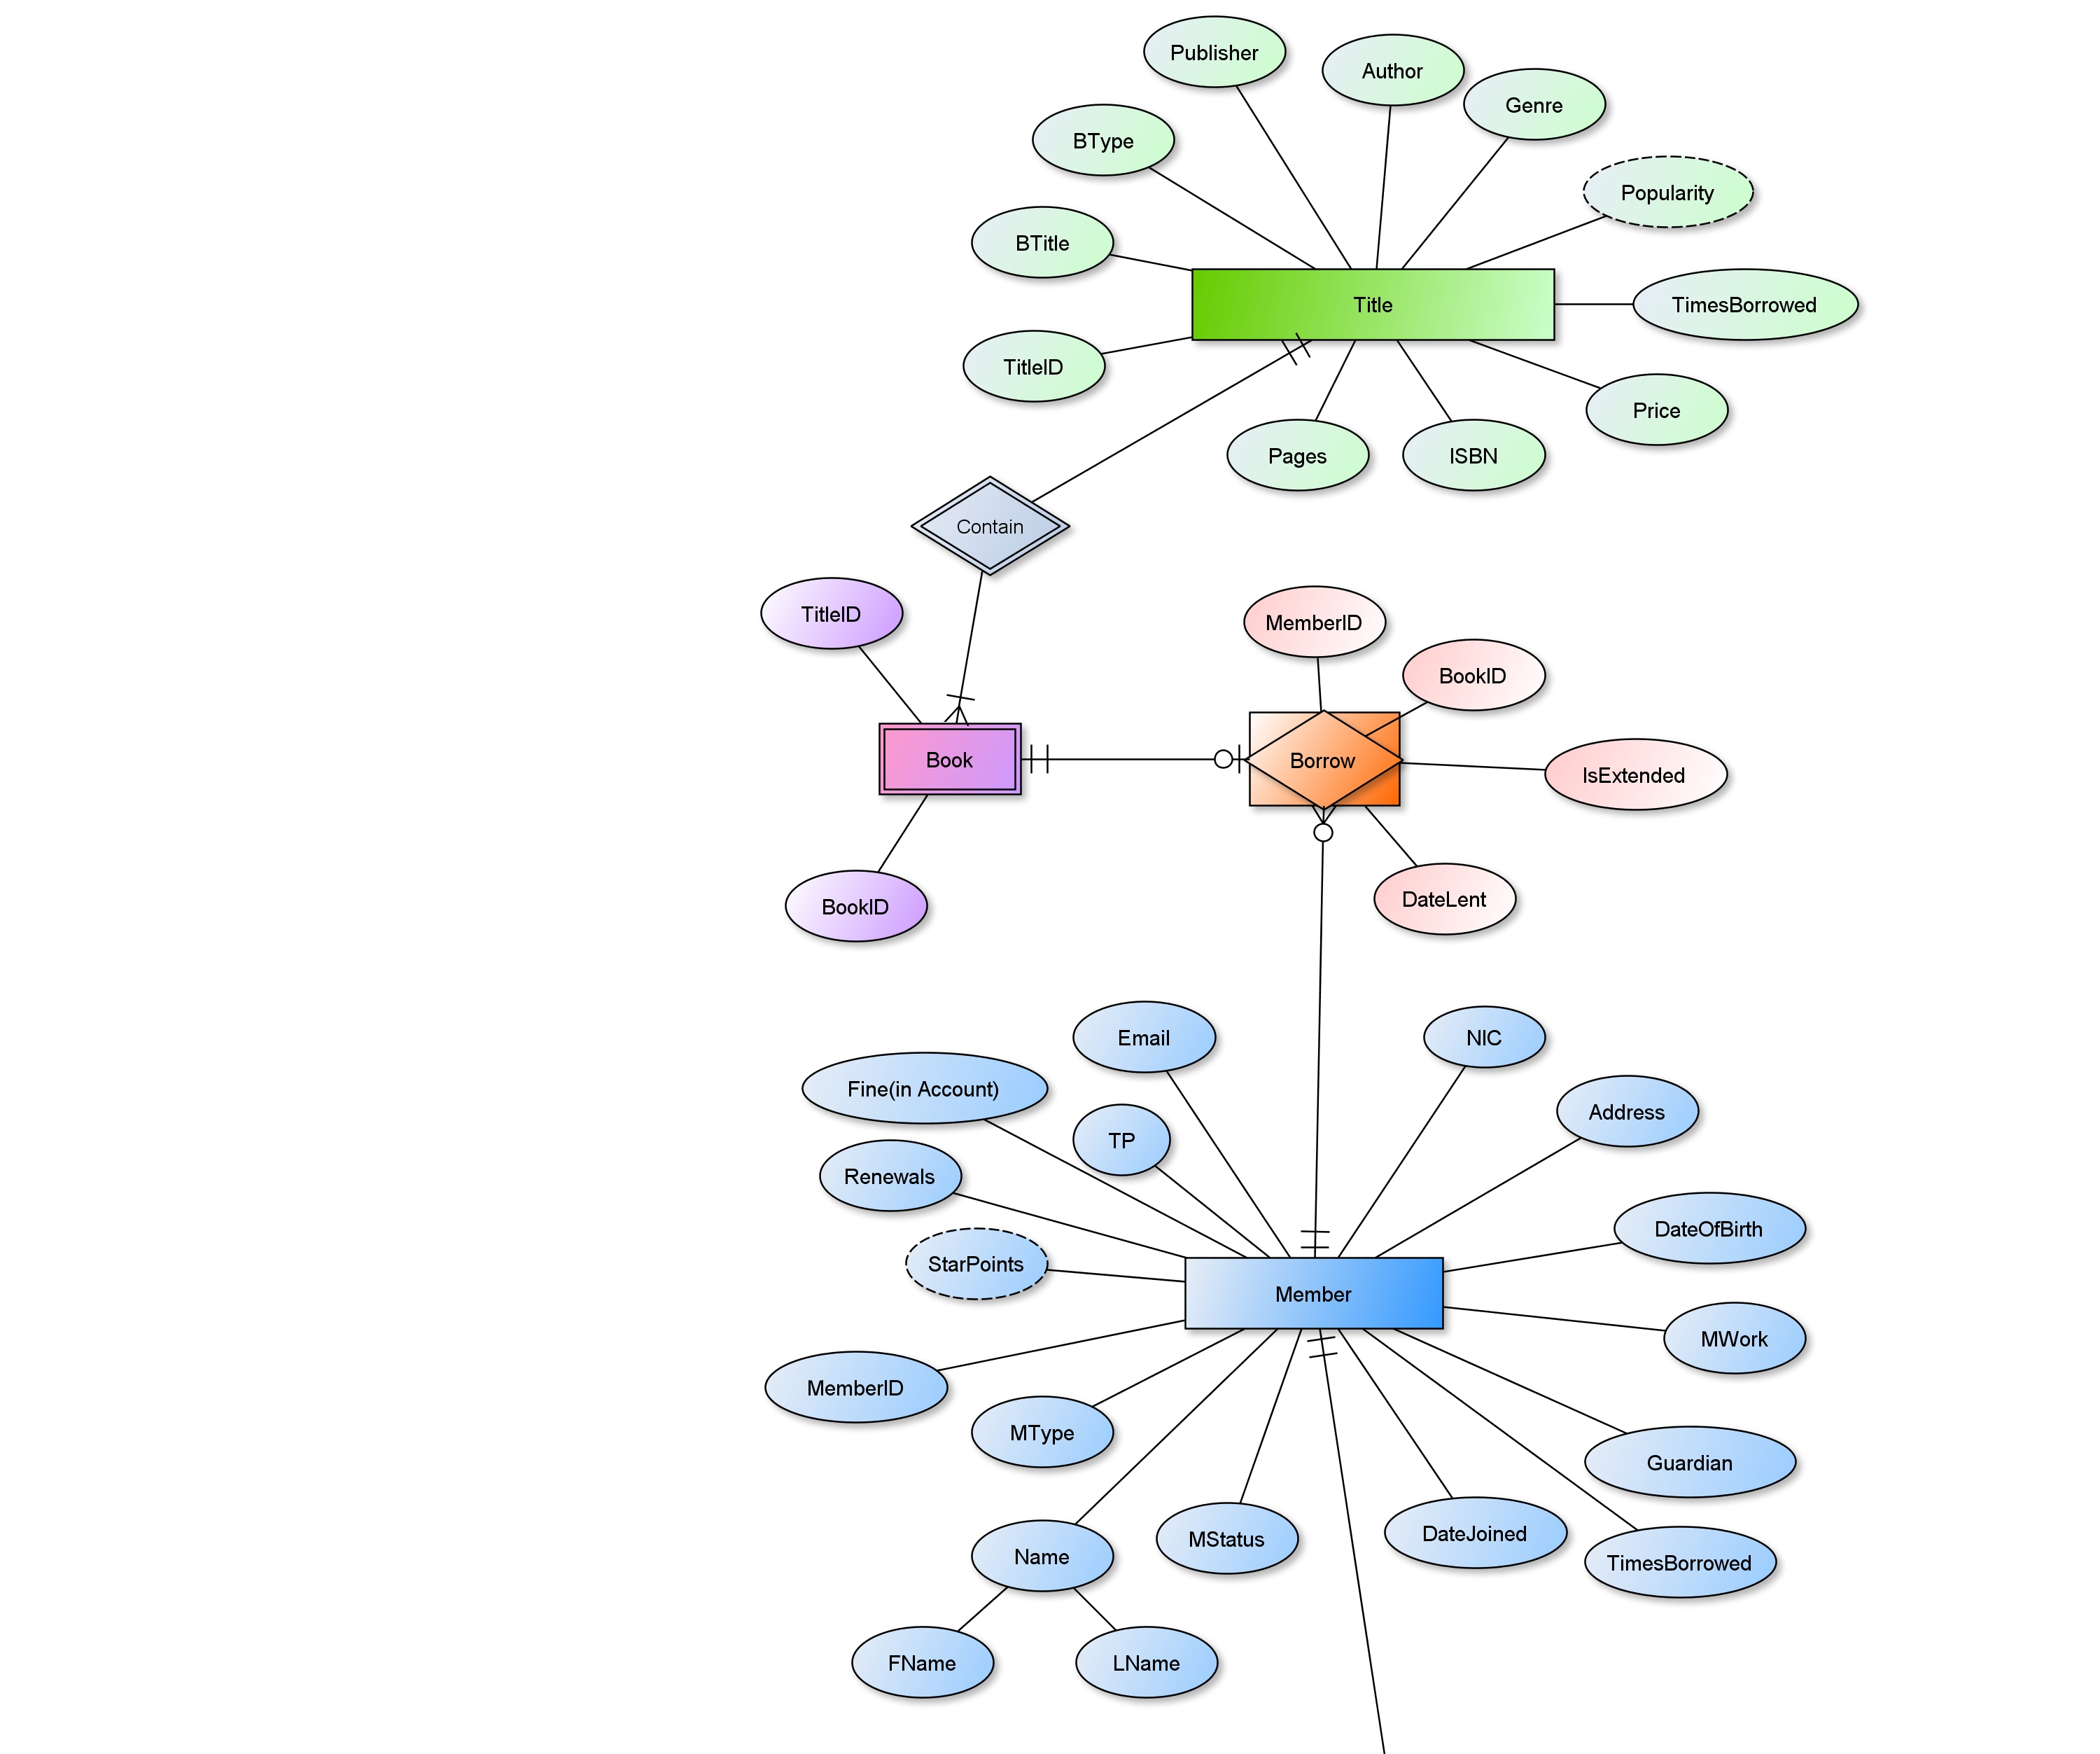 Publisher
Author
Genre
BType
Popularity
BTitle
Title
TimesBorrowed
TitleID
Price
Pages
ISBN
Contain
TitleID
MemberID
BookID
Book
Borrow
IsExtended
BookID
DateLent
Email
NIC
Fine(in Account)
Address
TP
Renewals
DateOfBirth
StarPoints
Member
MWork
MemberID
MType
Guardian
Name
MStatus
DateJoined
TimesBorrowed
FName
LName